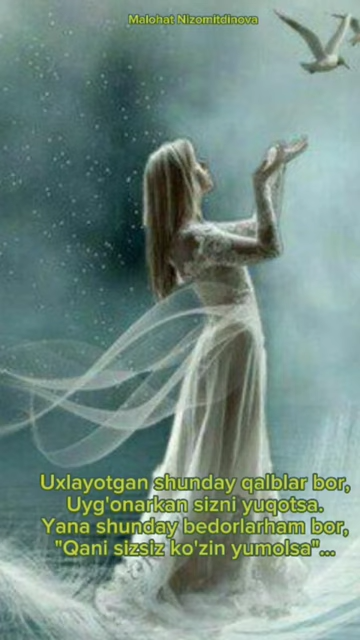 Malohat Nizomitdinova
Uxlayotgan shunday qalblar bor,
Uyg'onarkan sizni yuqotsa.
Yana shunday bedorlarham bor,
"Qani sizsiz ko'zin yumolsa"...